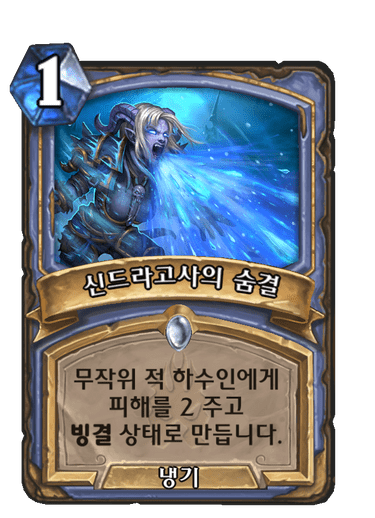 1
신드라고사의 숨결
무작위 적 하수인에게
피해를 2 주고
빙결 상태로 만듭니다.
냉기